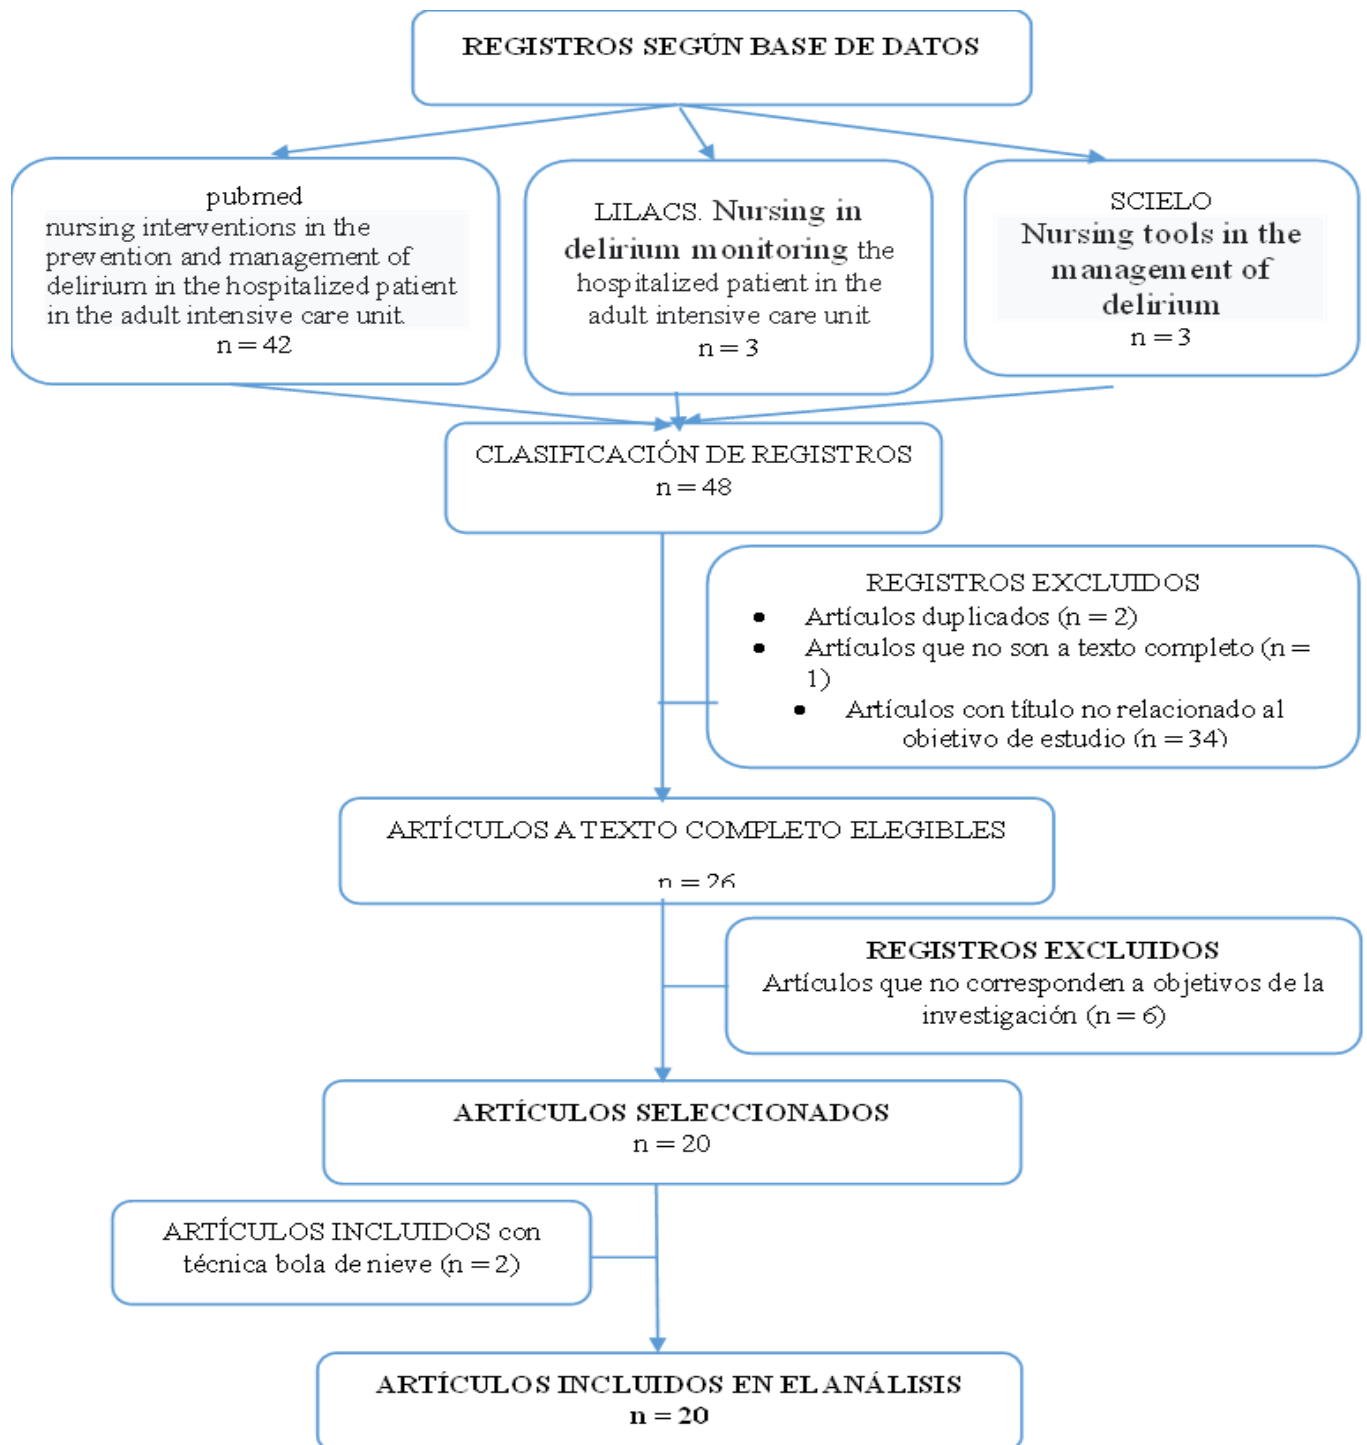 REGISTROS SEGÚN BASE DE DATOS
pubmed
nursing interventions in the
prevention and management of
delirium in the hospitalized patient
in the adult intensive care unit
n = 42
LILACS. Nursing in
delirium monitoring the
hospitalized patient in the
adult intensive care unit
n = 3
SCIELO
Nursing tools in the
management of
delirium
n = 3
CLASIFICACIÓN DE REGISTROS
n = 48
REGISTROS EXCLUIDOS
• Artículos duplicados (n = 2)
• Artículos que no son a texto completo (n =
1)
• Artículos con título no relacionado al
objetivo de estudio (n = 34)
ARTÍCULOS A TEXTO COMPLETO ELEGIBLES
n = 26
REGISTROS EXCLUIDOS
Artículos que no corresponden a objetivos de la
investigación (n = 6)
ARTÍCULOS SELECCIONADOS
n = 20
ARTÍCULOS INCLUIDOS con
técnica bola de nieve (n = 2)
ARTÍCULOS INCLUIDOS EN EL ANÁLISIS
n = 20